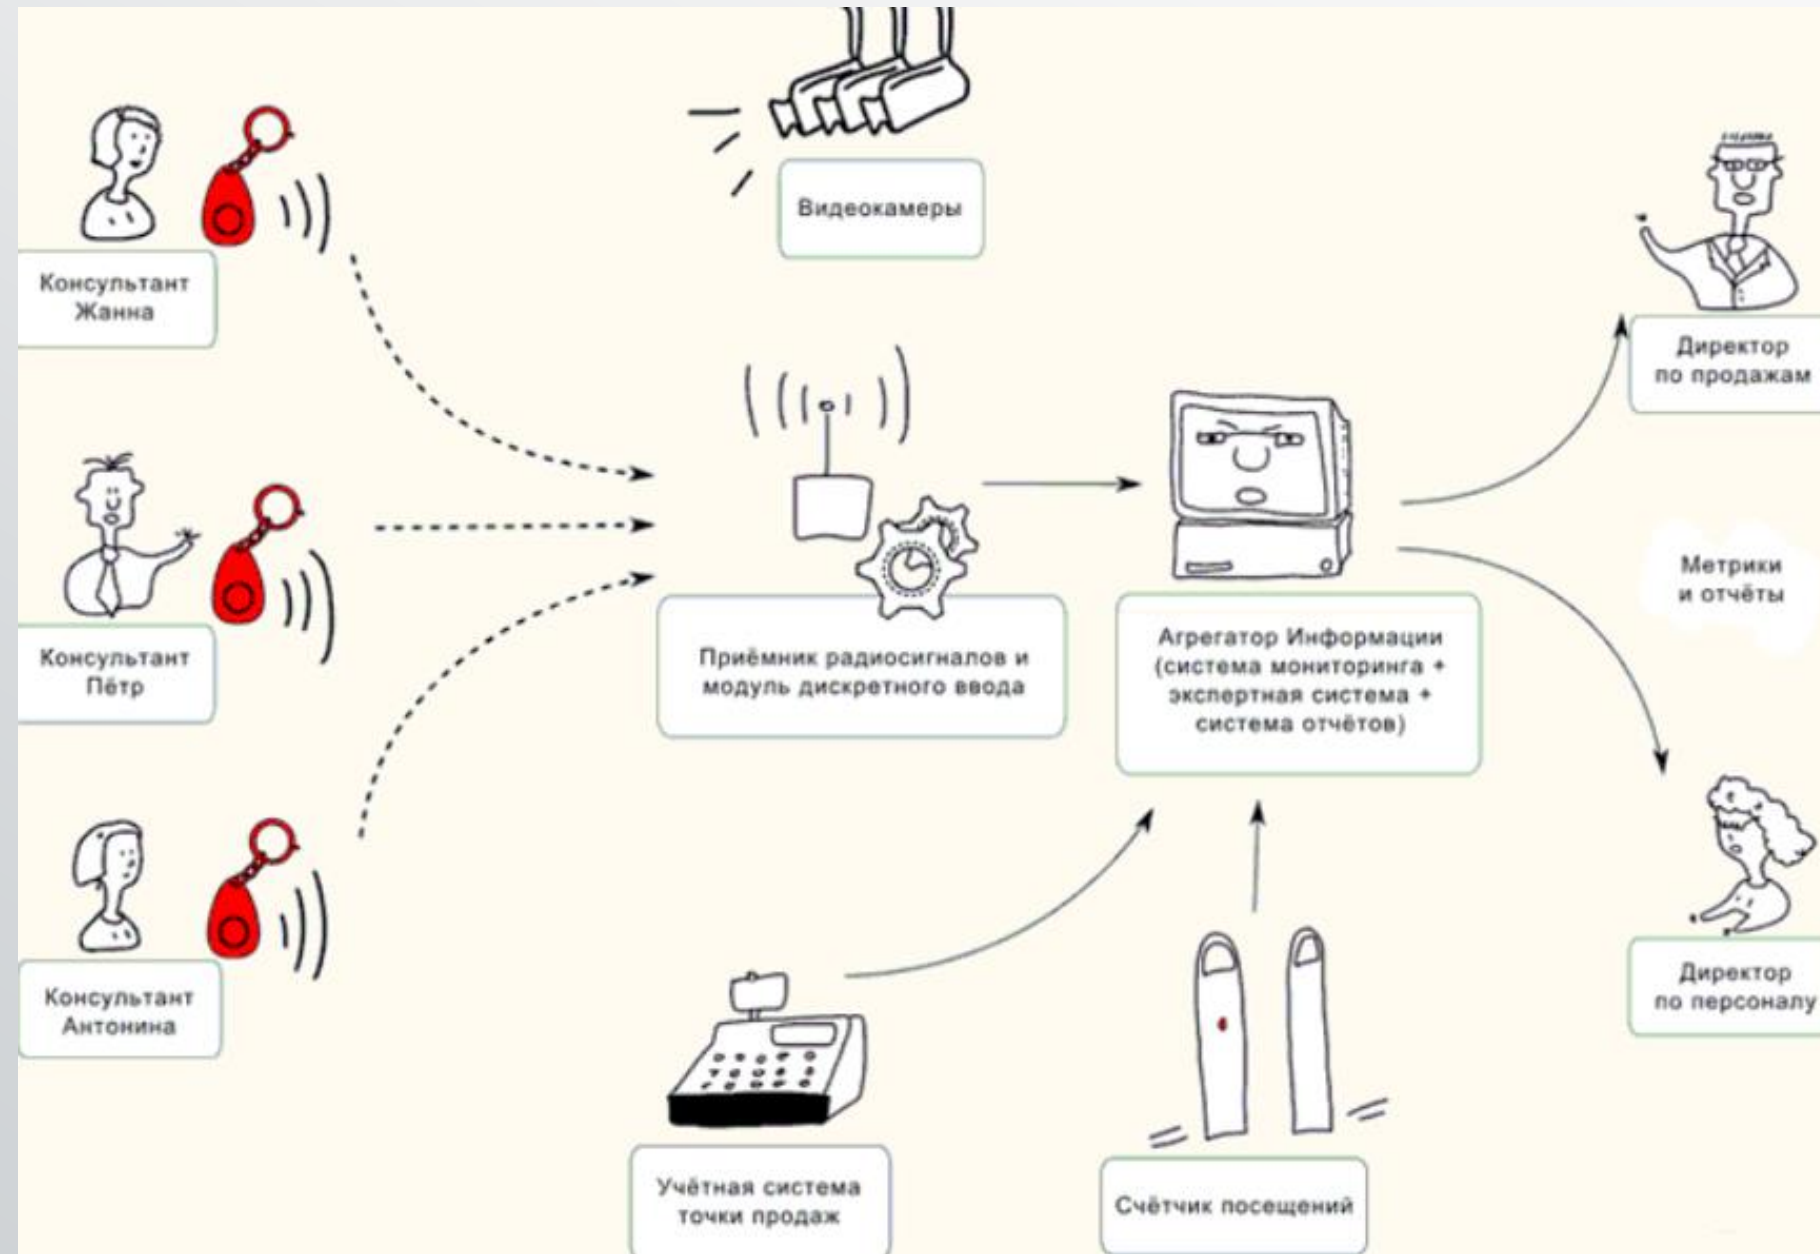 Видеокамеры
Консультант
Жанна
Директор
по продажам
Консультант
Пётр
Приёмник радиосигналов и
модуль дискретного ввода
Агрегатор Информации
(система мониторинга +
экспертная система +
система отчётов)
Метрики
и отчёты
Консультант
Антонина
Директор
по персоналу
Учётная система
точки продаж
Счётчик посещений